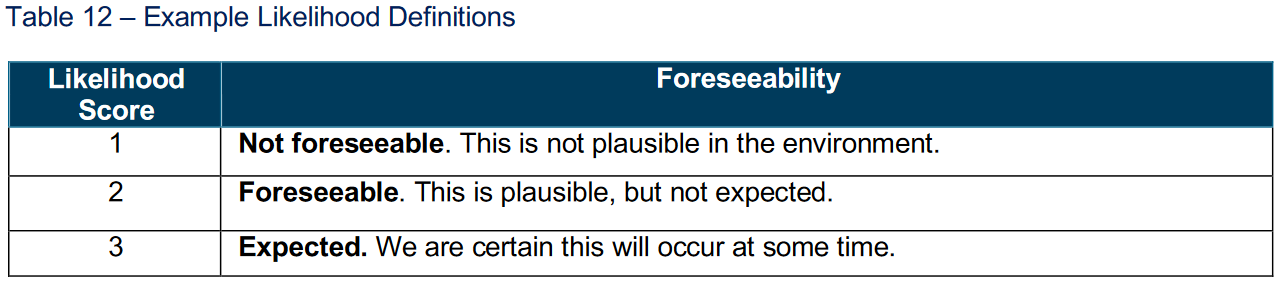 Table 12 – Example Likelihood Definitions
Likelihood Score Foreseeability
1 Not foreseeable. This is not plausible in the environment.
2 Foreseeable. This is plausible, but not expected.
3 Expected. We are certain this will occur at some time.